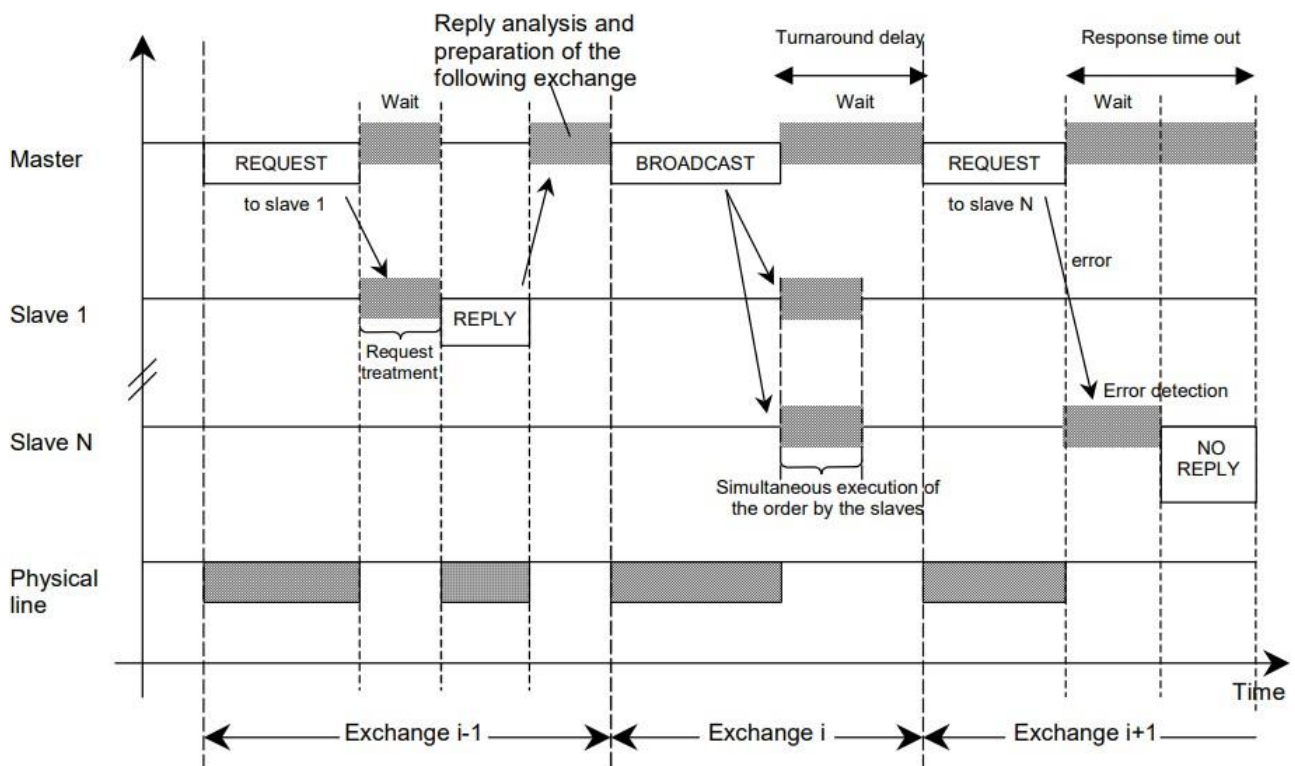 Reply analysis and
preparation of the
following exchange
Turnaround delay
Response time out
Wait
Wait
Wait
Master
REQUEST
BROADCAST
REQUEST
to slave 1
to slave N
error
Slave 1
REPLY
Request
treatment
Error detection
Slave N
NO
REPLY
Simultaneous execution of
the order by the slaves
Physical
line
Time
Exchange i-1
Exchange i
Exchange i+1